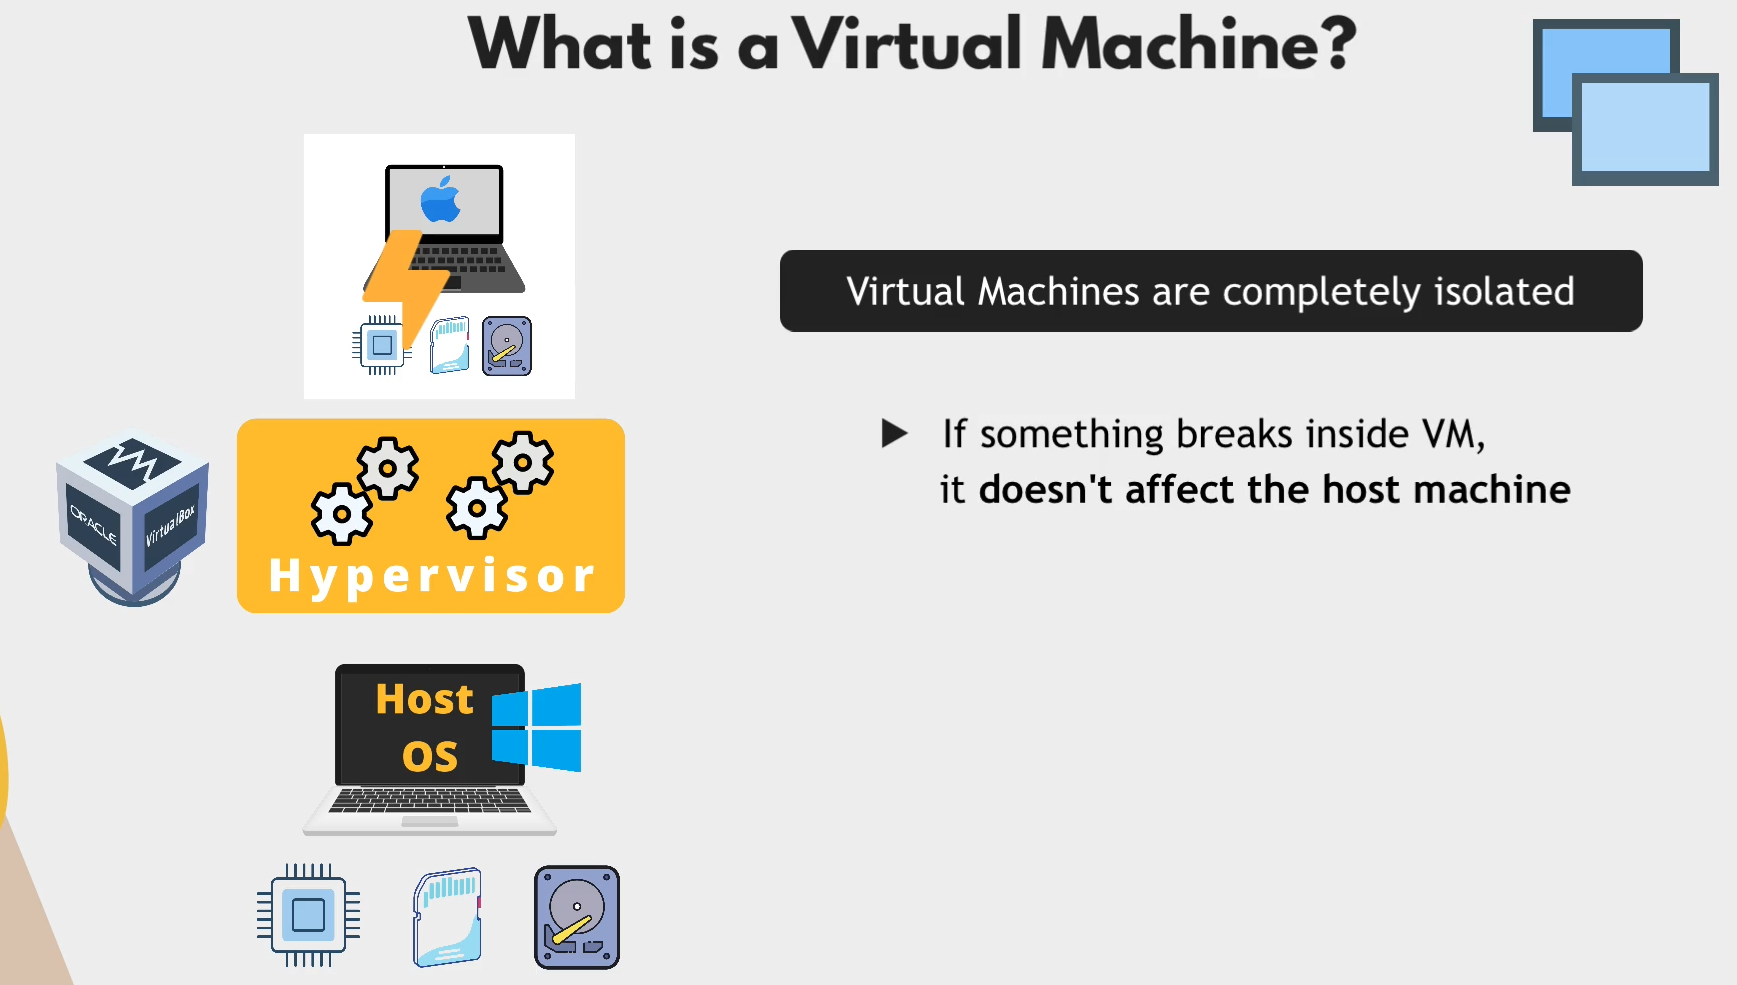 What is a Virtual Machine?
Virtual Machines are completely isolated
▶ If something breaks inside VM,
it doesn't affect the host machine
ORACLE
VirtualBox
Hypervisor
Host
OS